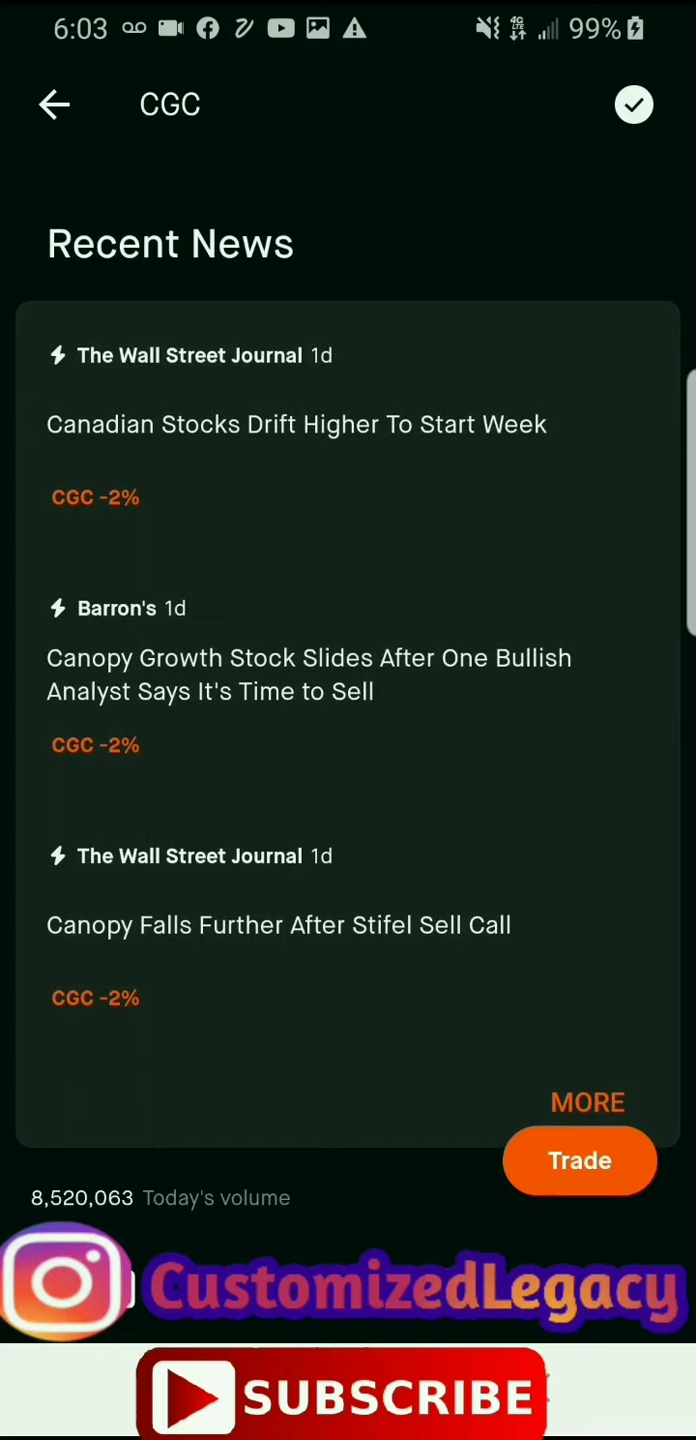 6:03
4G
LTE
99%
CGC
Recent News
The Wall Street Journal 1d
Canadian Stocks Drift Higher To Start Week
CGC -2%
Barron's 1d
Canopy Growth Stock Slides After One Bullish
Analyst Says It's Time to Sell
CGC -2%
The Wall Street Journal 1d
Canopy Falls Further After Stifel Sell Call
CGC -2%
MORE
Trade
8,520,063 Today's volume
CustomizedLegacy
SUBSCRIBE